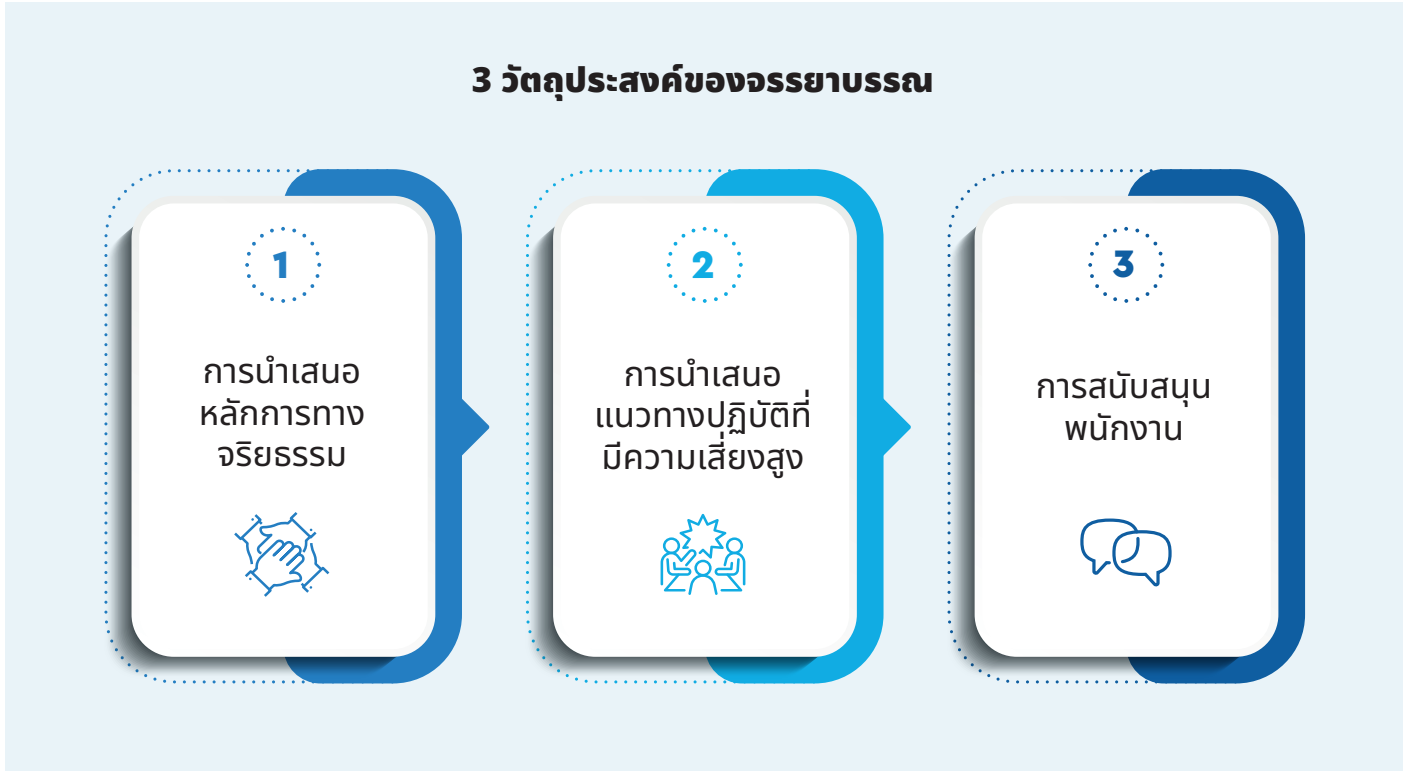 3 วัตถุประสงค์ของจรรยาบรรณ
1
การนำเสนอ
หลักการทาง
จริยธรรม
2
การนำเสนอ
แนวทางปฏิบัติที่
มีความเสี่ยงสูง
3
การสนับสนุน
พนักงาน